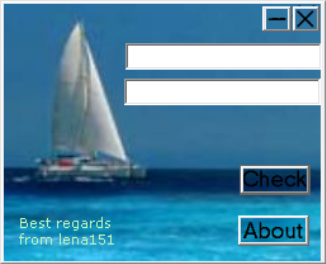 Check
Best regards
About
from lena151